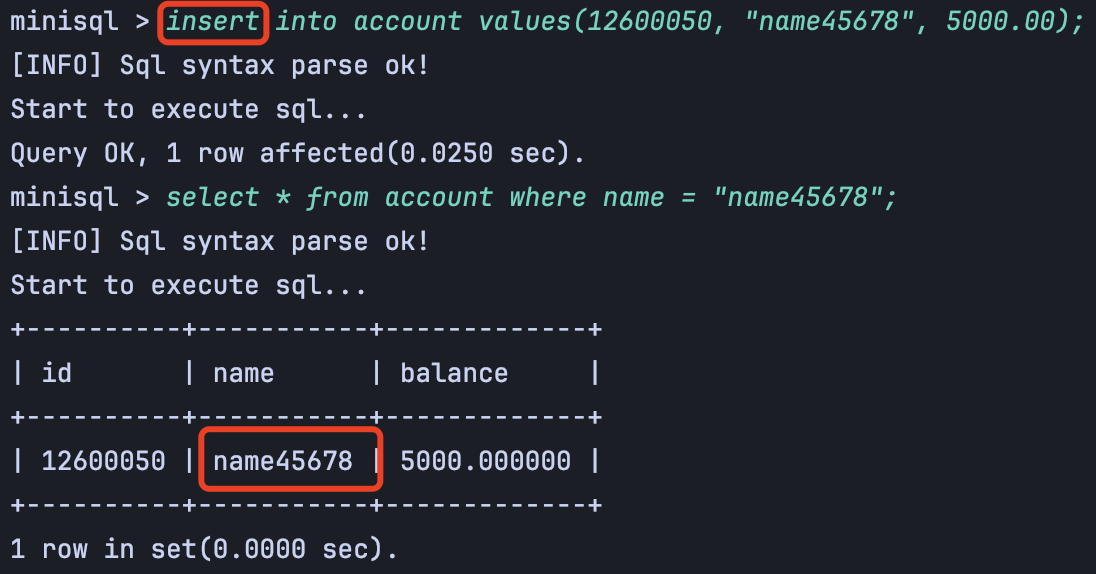 minisql > insert into account values(12600050, "name45678", 5000.00);
[INFO] Sql syntax parse ok!
Start to execute sql...
Query OK, 1 row affected(0.0250 sec).
minisql > select * from account where name = "name45678";
[INFO] Sql syntax parse ok!
Start to execute sql...
+----------+-----------+-------------+
| id       | name      | balance     |
+----------+-----------+-------------+
| 12600050 | name45678 | 5000.000000 |
+----------+-----------+-------------+
1 row in set(0.0000 sec).